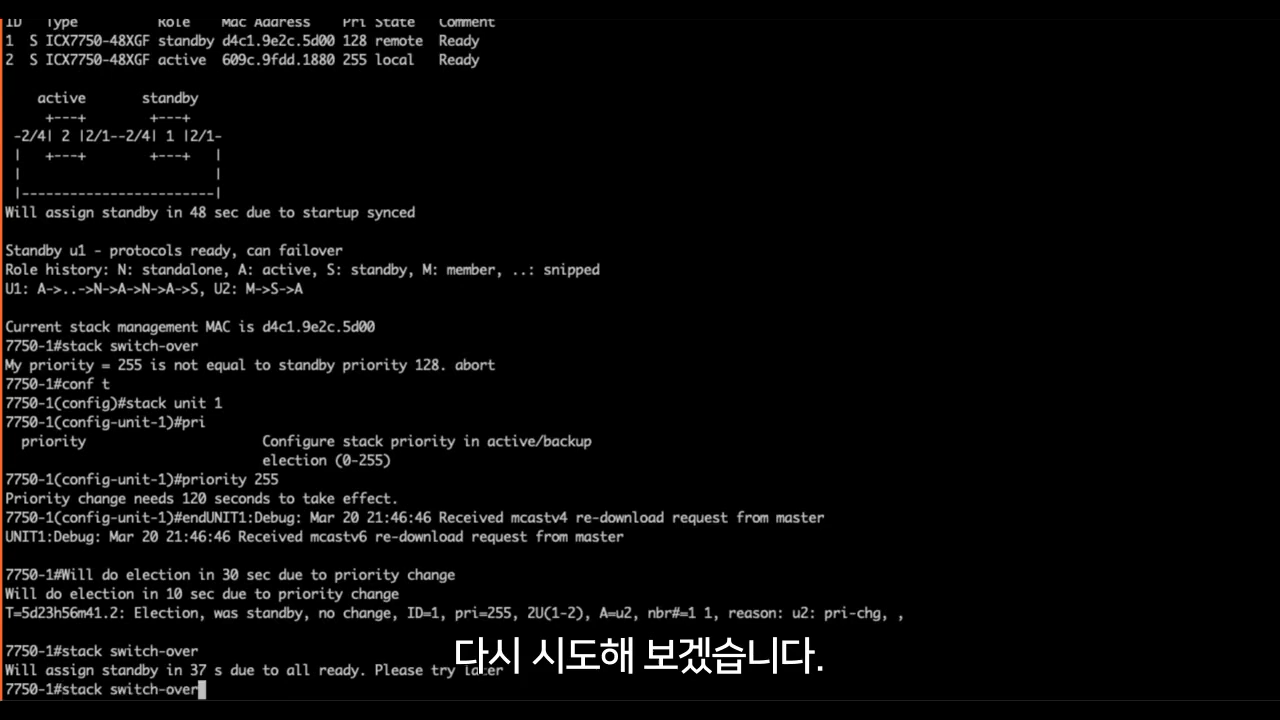 ID   Type      Role    Mac Address    Pri State   Comment
1  S ICX7750-48XGF standby d4c1.9e2c.5d00 128 remote  Ready
2  S ICX7750-48XGF active  609c.9fdd.1880 255 local   Ready
    active       standby
     +---+        +---+
 -2/4| 2 |2/1--2/4| 1 |2/1-
 |   +---+        +---+   |
 |                        |
 |------------------------|
Will assign standby in 48 sec due to startup synced
Standby u1 - protocols ready, can failover
Role history: N: standalone, A: active, S: standby, M: member, ..: snipped
U1: A->..->N->A->N->A->S, U2: M->S->A
Current stack management MAC is d4c1.9e2c.5d00
7750-1#stack switch-over
My priority = 255 is not equal to standby priority 128. abort
7750-1#conf t
7750-1(config)#stack unit 1
7750-1(config-unit-1)#pri
  priority                      Configure stack priority in active/backup
                                election (0-255)
7750-1(config-unit-1)#priority 255
Priority change needs 120 seconds to take effect.
7750-1(config-unit-1)#endUNIT1:Debug: Mar 20 21:46:46 Received mcastv4 re-download request from master
UNIT1:Debug: Mar 20 21:46:46 Received mcastv6 re-download request from master
7750-1#Will do election in 30 sec due to priority change
Will do election in 10 sec due to priority change
T=5d23h56m41.2: Election, was standby, no change, ID=1, pri=255, 2U(1-2), A=u2, nbr#=1 1, reason: u2: pri-chg, ,
7750-1#stack switch-over
Will assign standby in 37 s due to all ready. Please try later
7750-1#stack switch-over
다시 시도해 보겠습니다.